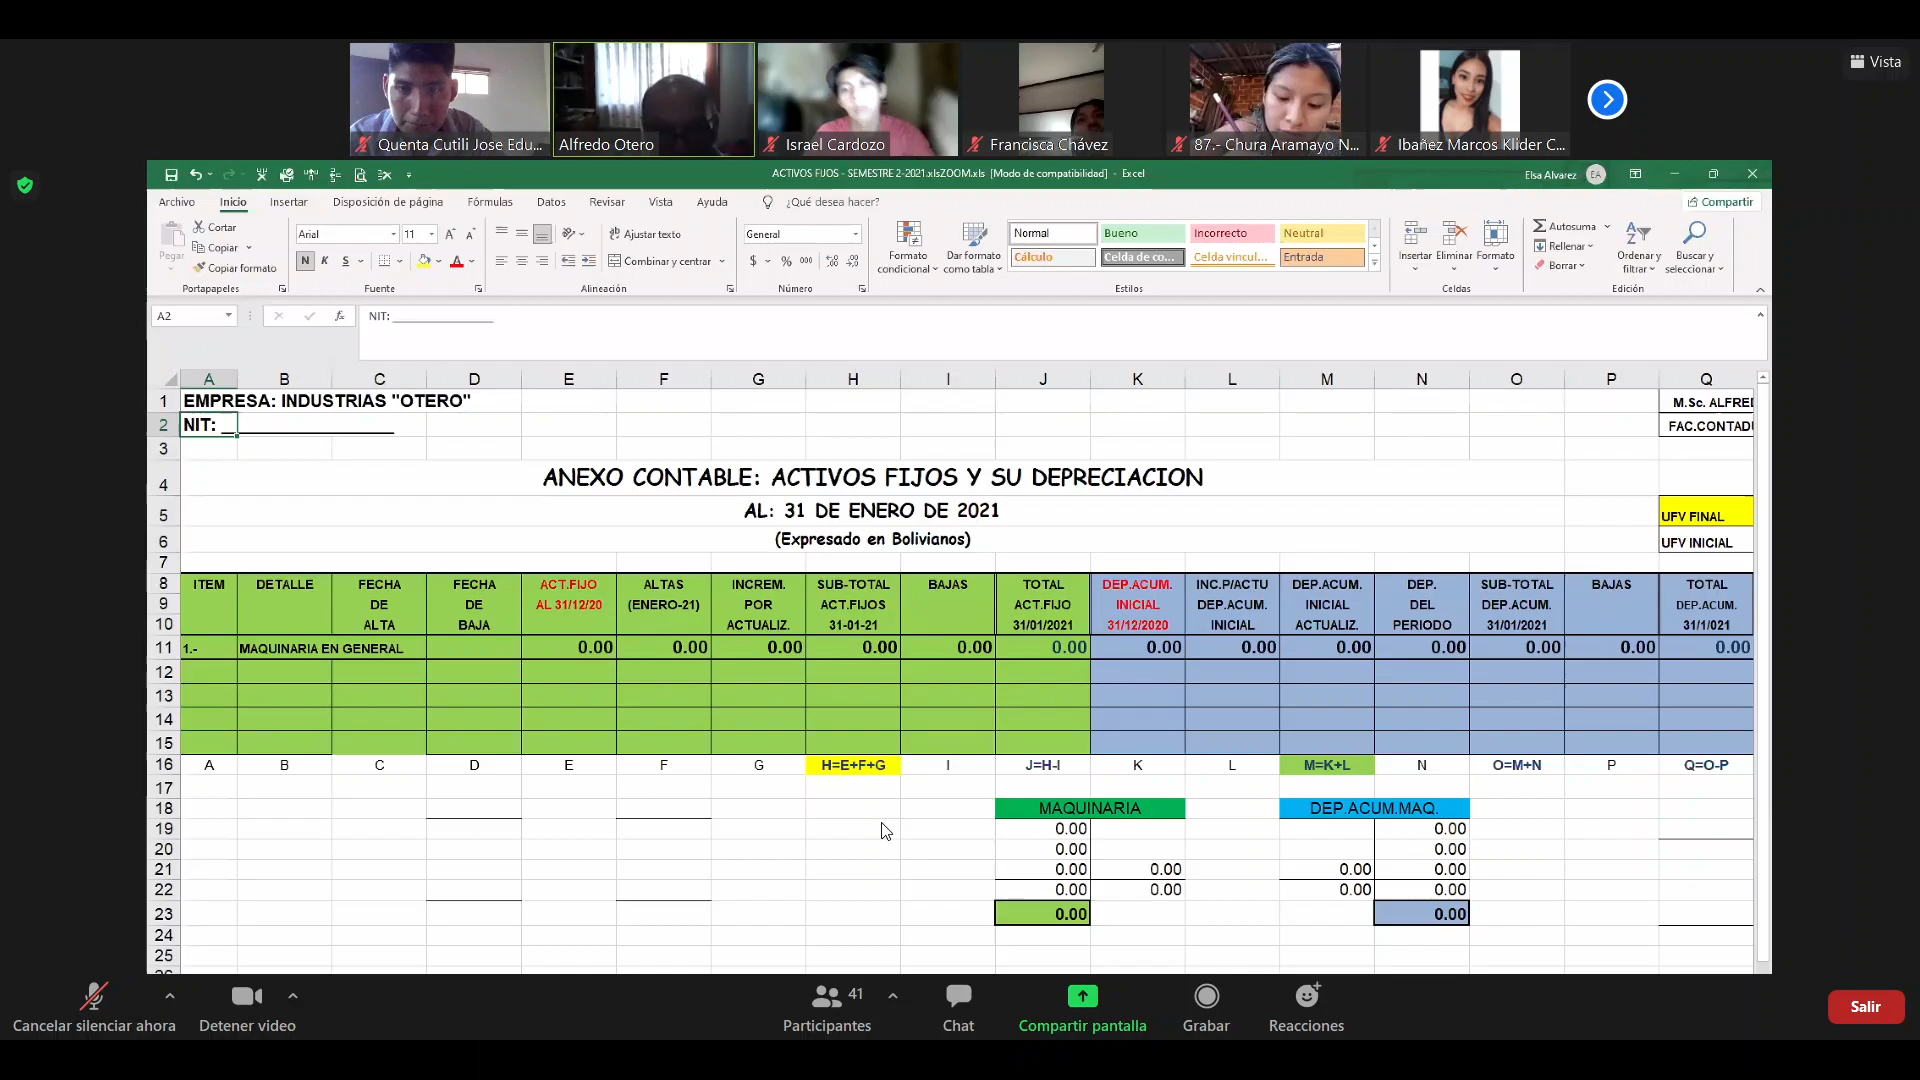 Vista
Quenta Cutili Jose Edu...
Alfredo Otero
Israel Cardozo
Francisca Chávez
87.- Chura Aramayo N...
Ibañez Marcos Klider C...
ACTIVOS FIJOS - SEMESTRE 2-2021.xlsZOOM.xls [Modo de compatibilidad] - Excel
Elsa Alvarez EA
Archivo Inicio Insertar Disposición de página Fórmulas Datos Revisar Vista Ayuda ¿Qué desea hacer? Compartir
Pegar
Cortar
Copiar
Copiar formato
Portapapeles
Arial 11
N K S
Fuente
Ajustar texto
Combinar y centrar
Alineación
General
$ % 000
Número
Formato condicional
Dar formato como tabla
Normal Bueno Incorrecto Neutral
Cálculo Celda de co... Celda vincul... Entrada
Estilos
Insertar Eliminar Formato
Celdas
Autosuma
Rellenar
Borrar
Ordenar y filtrar
Buscar y seleccionar
Edición
A2 fx NIT: _______________
A B C D E F G H I J K L M N O P Q
1 EMPRESA: INDUSTRIAS "OTERO" M.Sc. ALFRED
2 NIT: _______________ FAC.CONTADU
3
4 ANEXO CONTABLE: ACTIVOS FIJOS Y SU DEPRECIACION
5 AL: 31 DE ENERO DE 2021 UFV FINAL
6 (Expresado en Bolivianos) UFV INICIAL
7
8 ITEM DETALLE FECHA FECHA ACT.FIJO ALTAS INCREM. SUB-TOTAL BAJAS TOTAL DEP.ACUM. INC.P/ACTU DEP.ACUM. DEP. SUB-TOTAL BAJAS TOTAL
9 DE DE AL 31/12/20 (ENERO-21) POR ACT.FIJOS ACT.FIJO INICIAL DEP.ACUM. INICIAL DEL DEP.ACUM. DEP.ACUM.
10 ALTA BAJA ACTUALIZ. 31-01-21 31/01/2021 31/12/2020 INICIAL ACTUALIZ. PERIODO 31/01/2021 31/1/021
11 1.- MAQUINARIA EN GENERAL 0.00 0.00 0.00 0.00 0.00 0.00 0.00 0.00 0.00 0.00 0.00 0.00 0.00
12
13
14
15
16 A B C D E F G H=E+F+G I J=H-I K L M=K+L N O=M+N P Q=O-P
17
18 MAQUINARIA DEP.ACUM.MAQ.
19 0.00 0.00
20 0.00 0.00
21 0.00 0.00 0.00 0.00
22 0.00 0.00 0.00 0.00
23 0.00 0.00
24
25
Cancelar silenciar ahora
Detener video
41
Participantes
Chat
Compartir pantalla
Grabar
Reacciones
Salir